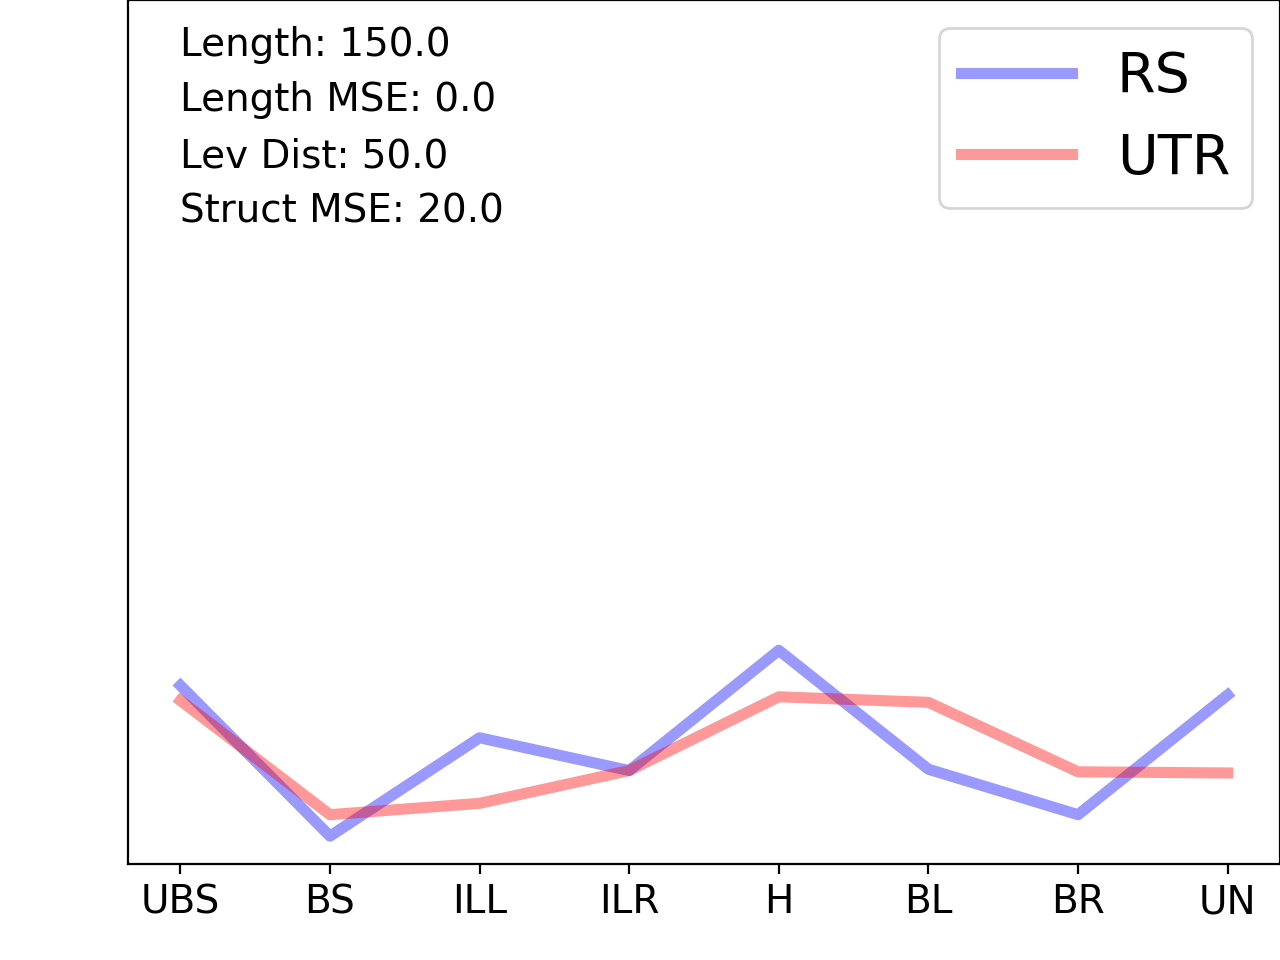 Length: 150.0
Length MSE: 0.0
Lev Dist: 50.0
Struct MSE: 20.0
RS
UTR
UBS BS ILL ILR H BL BR UN